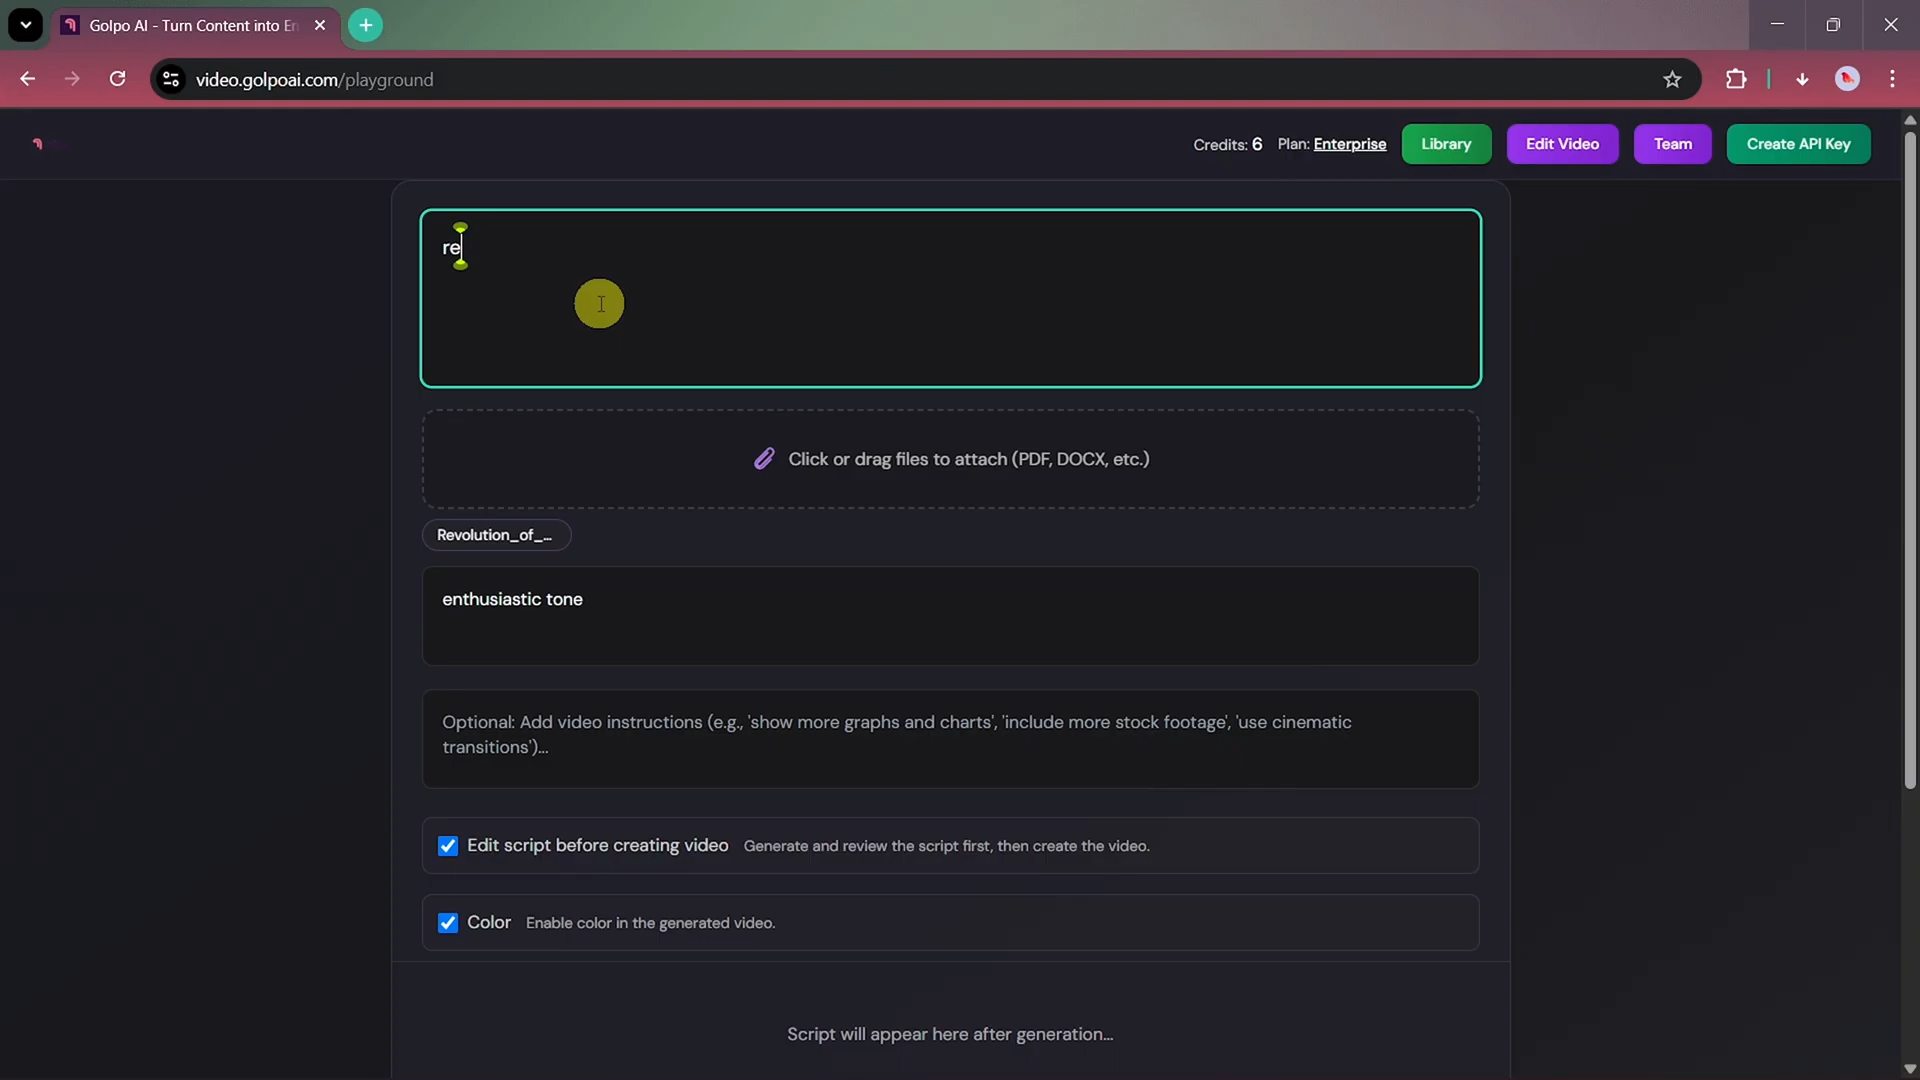 Golpo AI - Turn Content into En
video.golpoai.com/playground
Credits: 6 Plan: Enterprise Library Edit Video Team Create API Key
re
Click or drag files to attach (PDF, DOCX, etc.)
Revolution_of_...
enthusiastic tone
Optional: Add video instructions (e.g., 'show more graphs and charts', 'include more stock footage', 'use cinematic
transitions')...
Edit script before creating video Generate and review the script first, then create the video.
Color Enable color in the generated video.
Script will appear here after generation...